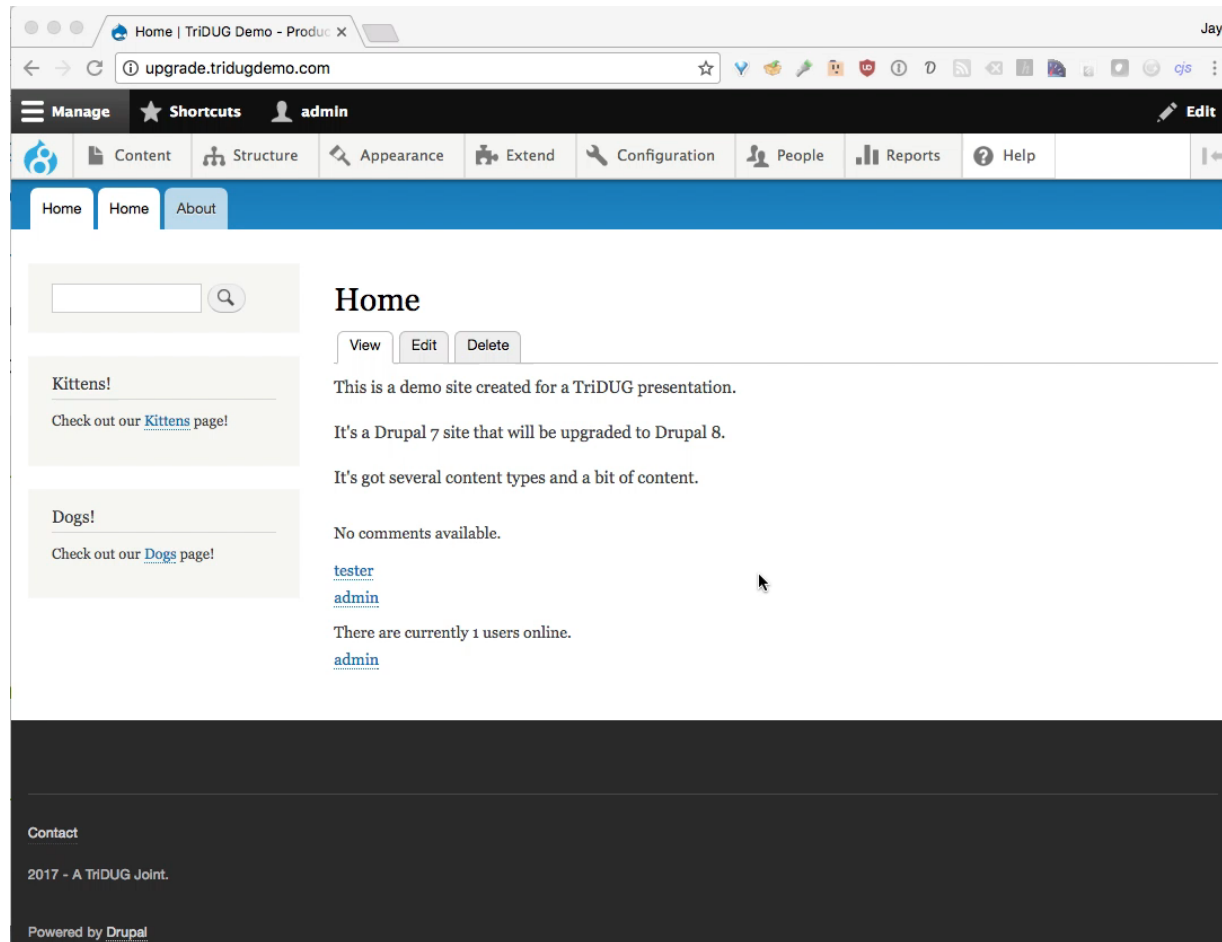 Home | TriDUG Demo - Produc
Jay
upgrade.tridugdemo.com
cjs
Manage Shortcuts admin Edit
Content Structure Appearance Extend Configuration People Reports Help
Home Home About
Home
View Edit Delete
Kittens!
Check out our Kittens page!
Dogs!
Check out our Dogs page!
This is a demo site created for a TriDUG presentation.
It's a Drupal 7 site that will be upgraded to Drupal 8.
It's got several content types and a bit of content.
No comments available.
tester
admin
There are currently 1 users online.
admin
Contact
2017 - A TriDUG Joint.
Powered by Drupal